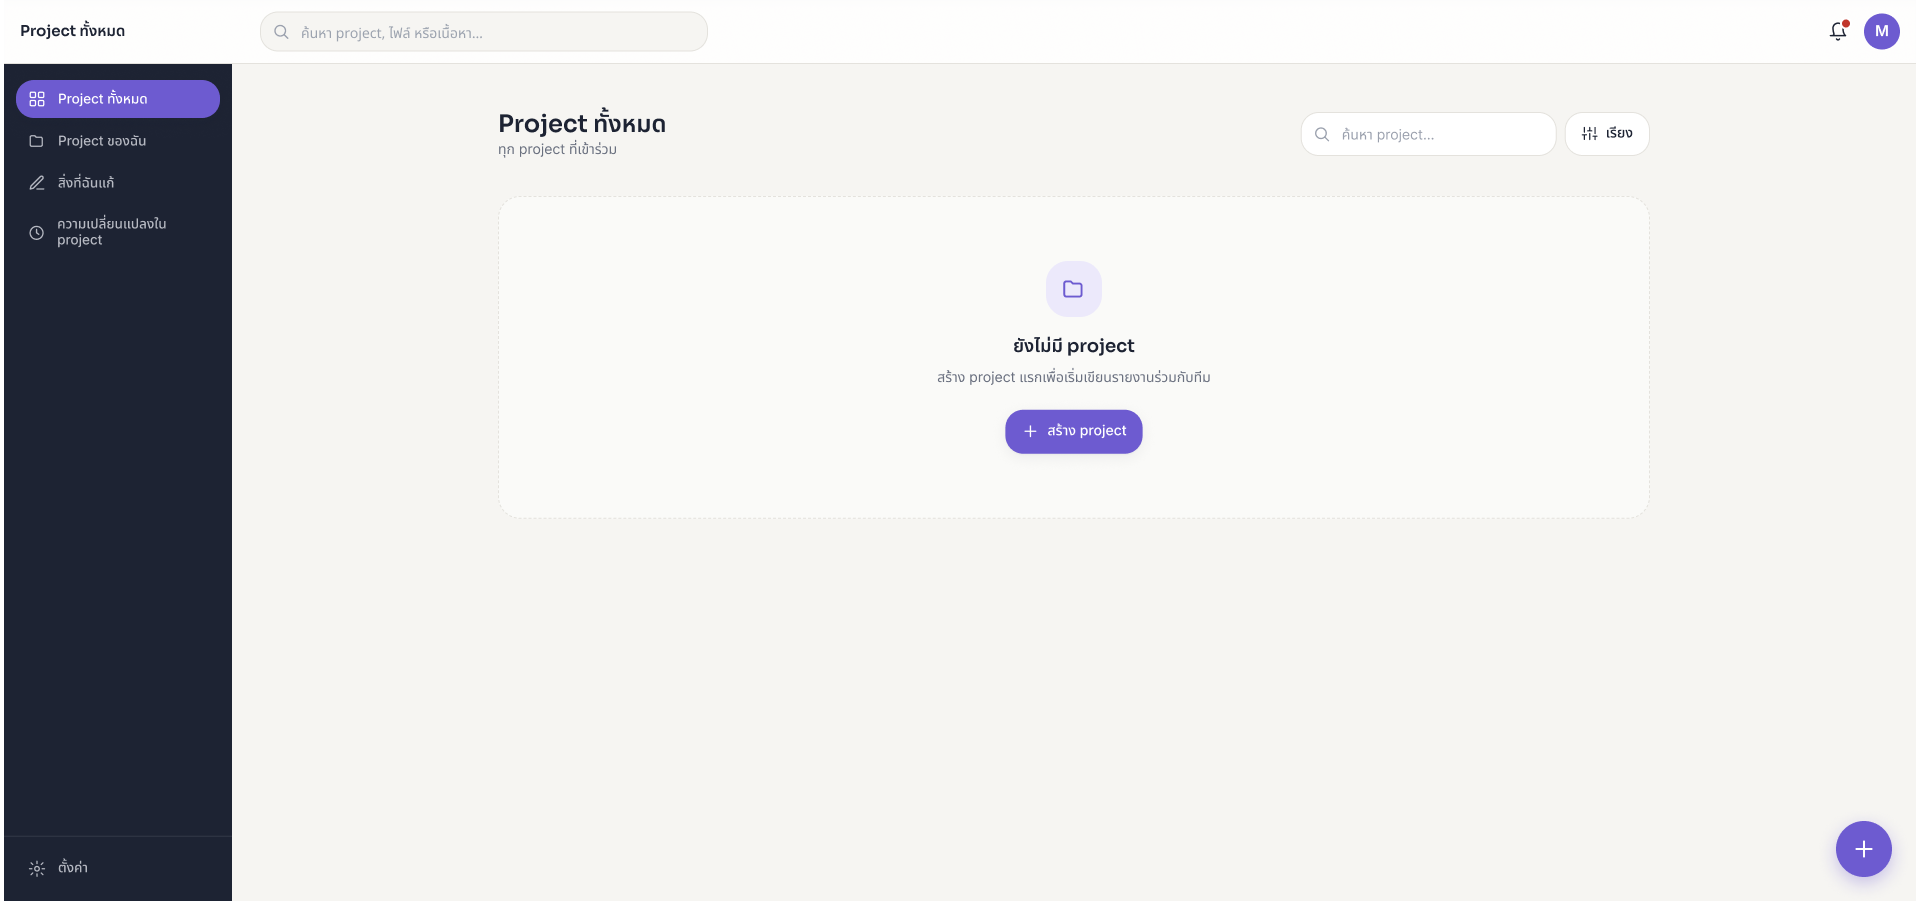 Project ทั้งหมด
ค้นหา project, ไฟล์ หรือเนื้อหา...
M
Project ทั้งหมด
Project ของฉัน
สิ่งที่ฉันแก้
ความเปลี่ยนแปลงใน
project
ตั้งค่า
Project ทั้งหมด
ทุก project ที่เข้าร่วม
ค้นหา project...
เรียง
ยังไม่มี project
สร้าง project แรกเพื่อเริ่มเขียนรายงานร่วมกับทีม
สร้าง project